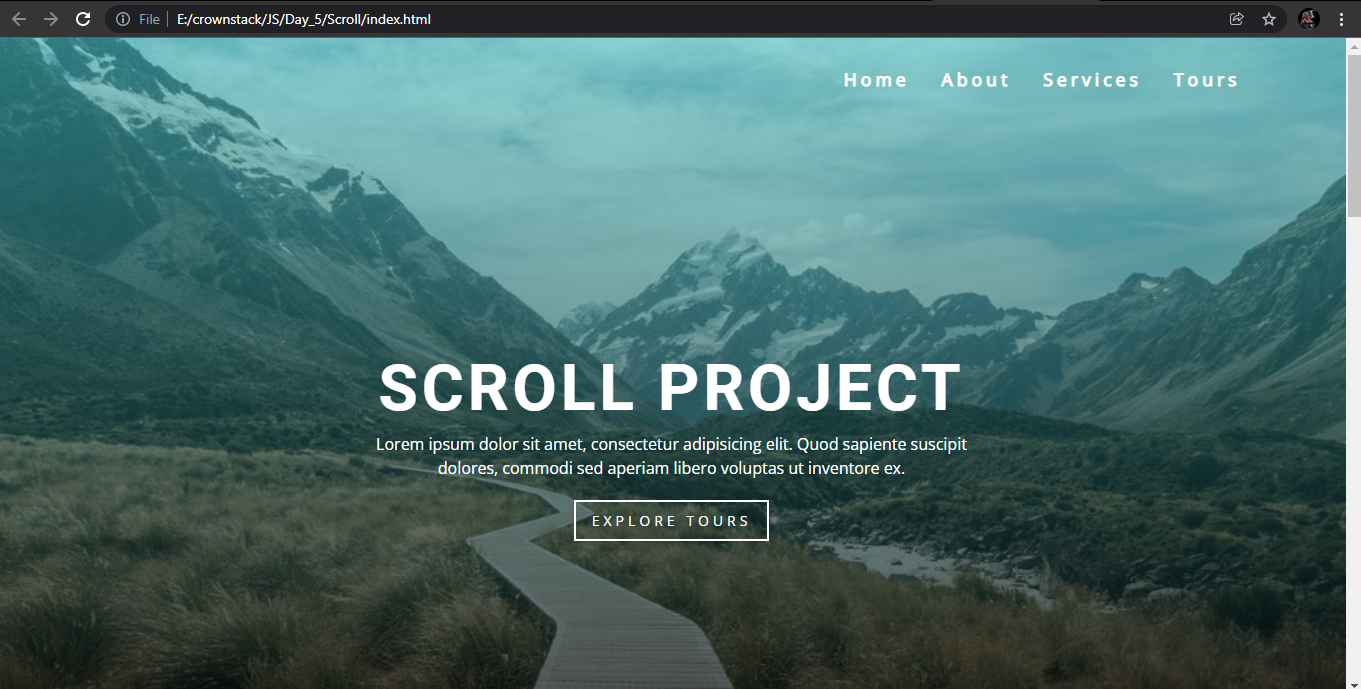 File
E:/crownstack/JS/Day_5/Scroll/index.html
Home About Services Tours
SCROLL PROJECT
Lorem ipsum dolor sit amet, consectetur adipisicing elit. Quod sapiente suscipit
dolores, commodi sed aperiam libero voluptas ut inventore ex.
EXPLORE TOURS